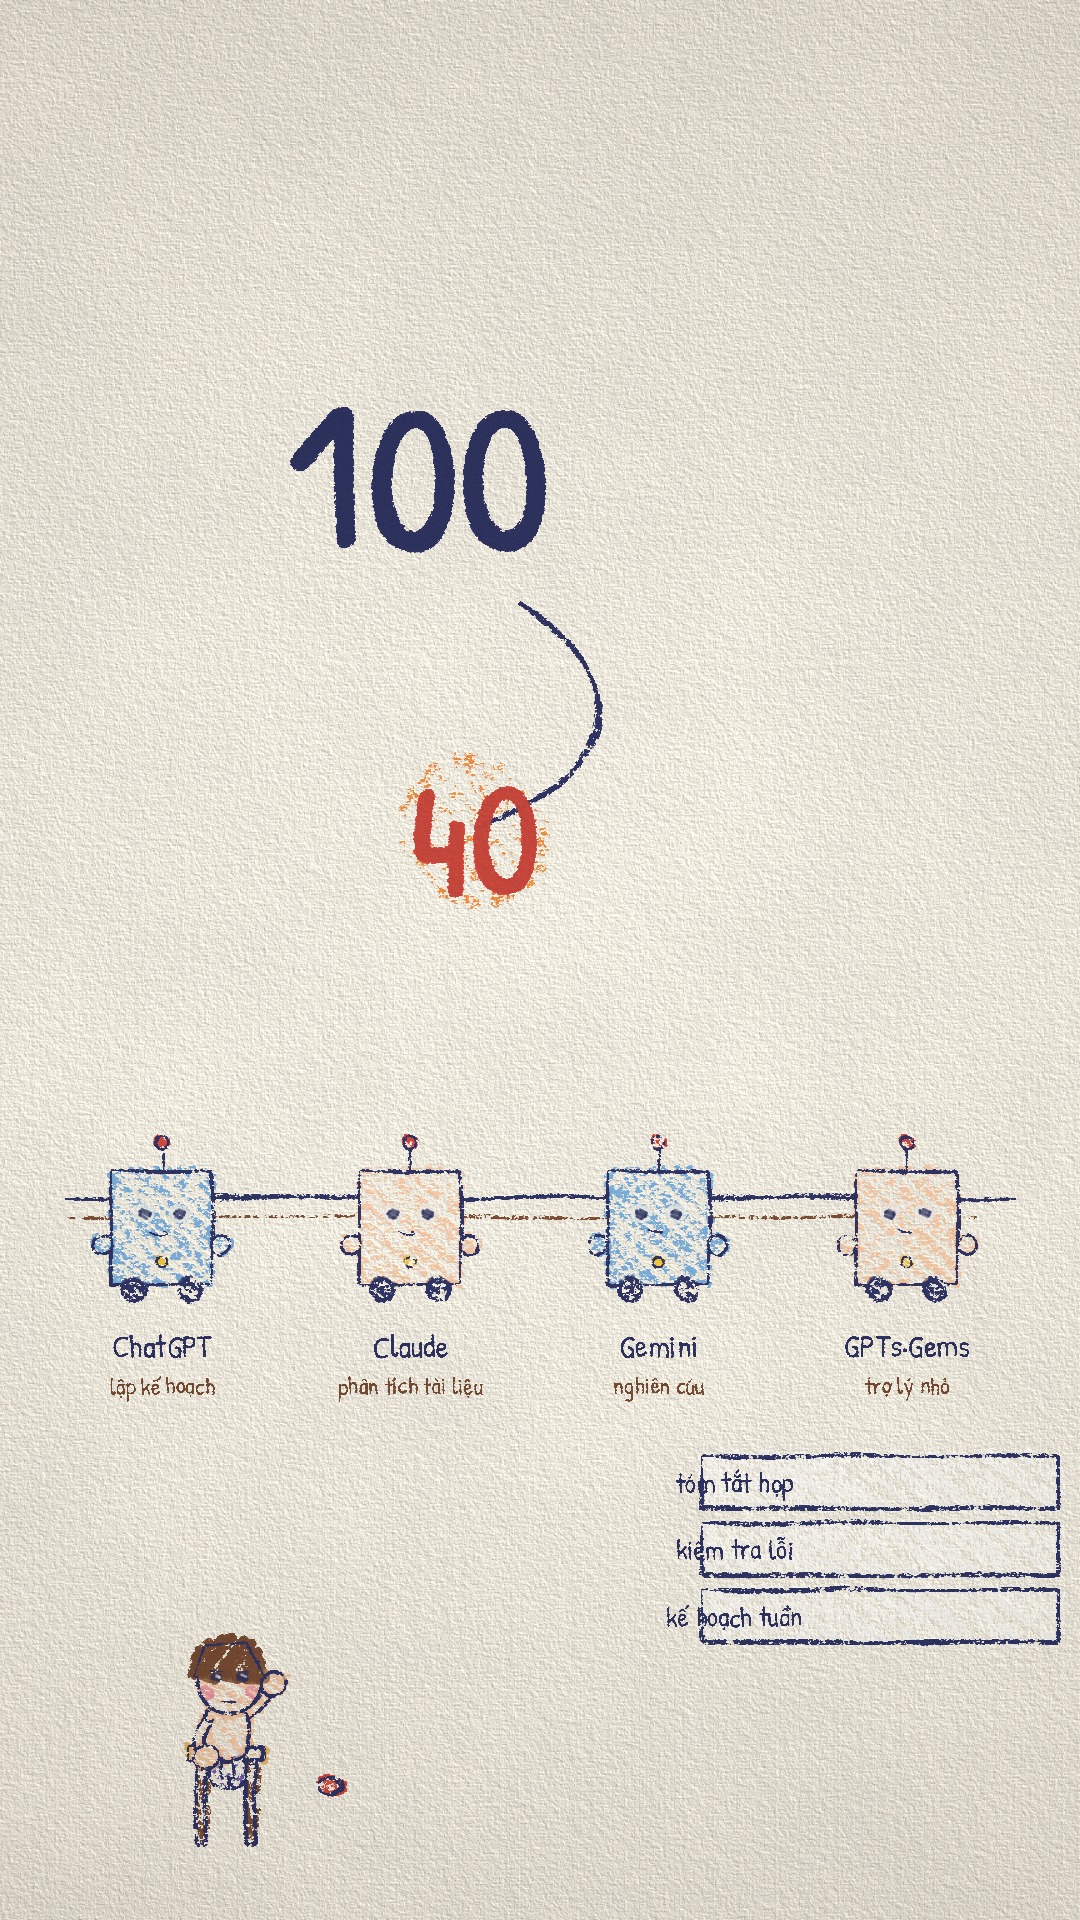 100
40
ChatGPT
lập kế hoạch
Claude
phân tích tài liệu
Gemini
nghiên cứu
GPTs·Gems
trợ lý nhỏ
tóm tắt họp
kiểm tra lỗi
kế hoạch tuần